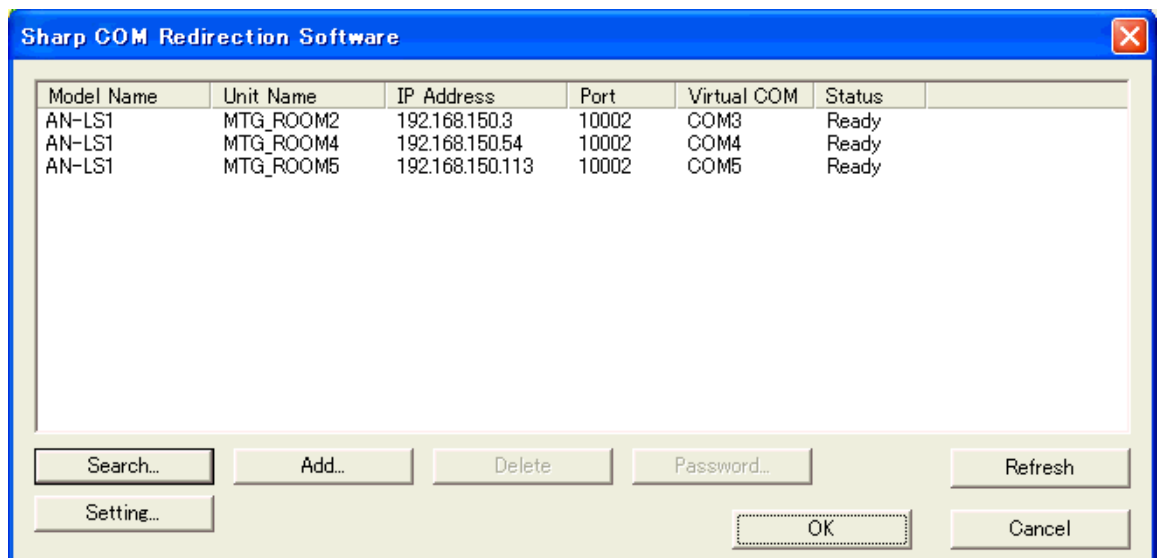 Sharp COM Redirection Software
Model Name Unit Name IP Address Port Virtual COM Status
AN-LS1 MTG_ROOM2 192.168.150.3 10002 COM3 Ready
AN-LS1 MTG_ROOM4 192.168.150.54 10002 COM4 Ready
AN-LS1 MTG_ROOM5 192.168.150.113 10002 COM5 Ready
Search... Add... Delete Password... Refresh
Setting... OK Cancel